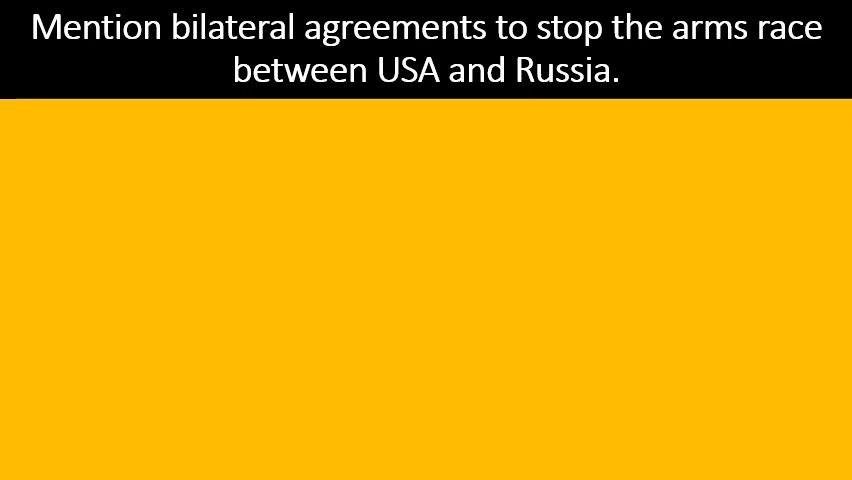 Mention bilateral agreements to stop the arms race
between USA and Russia.